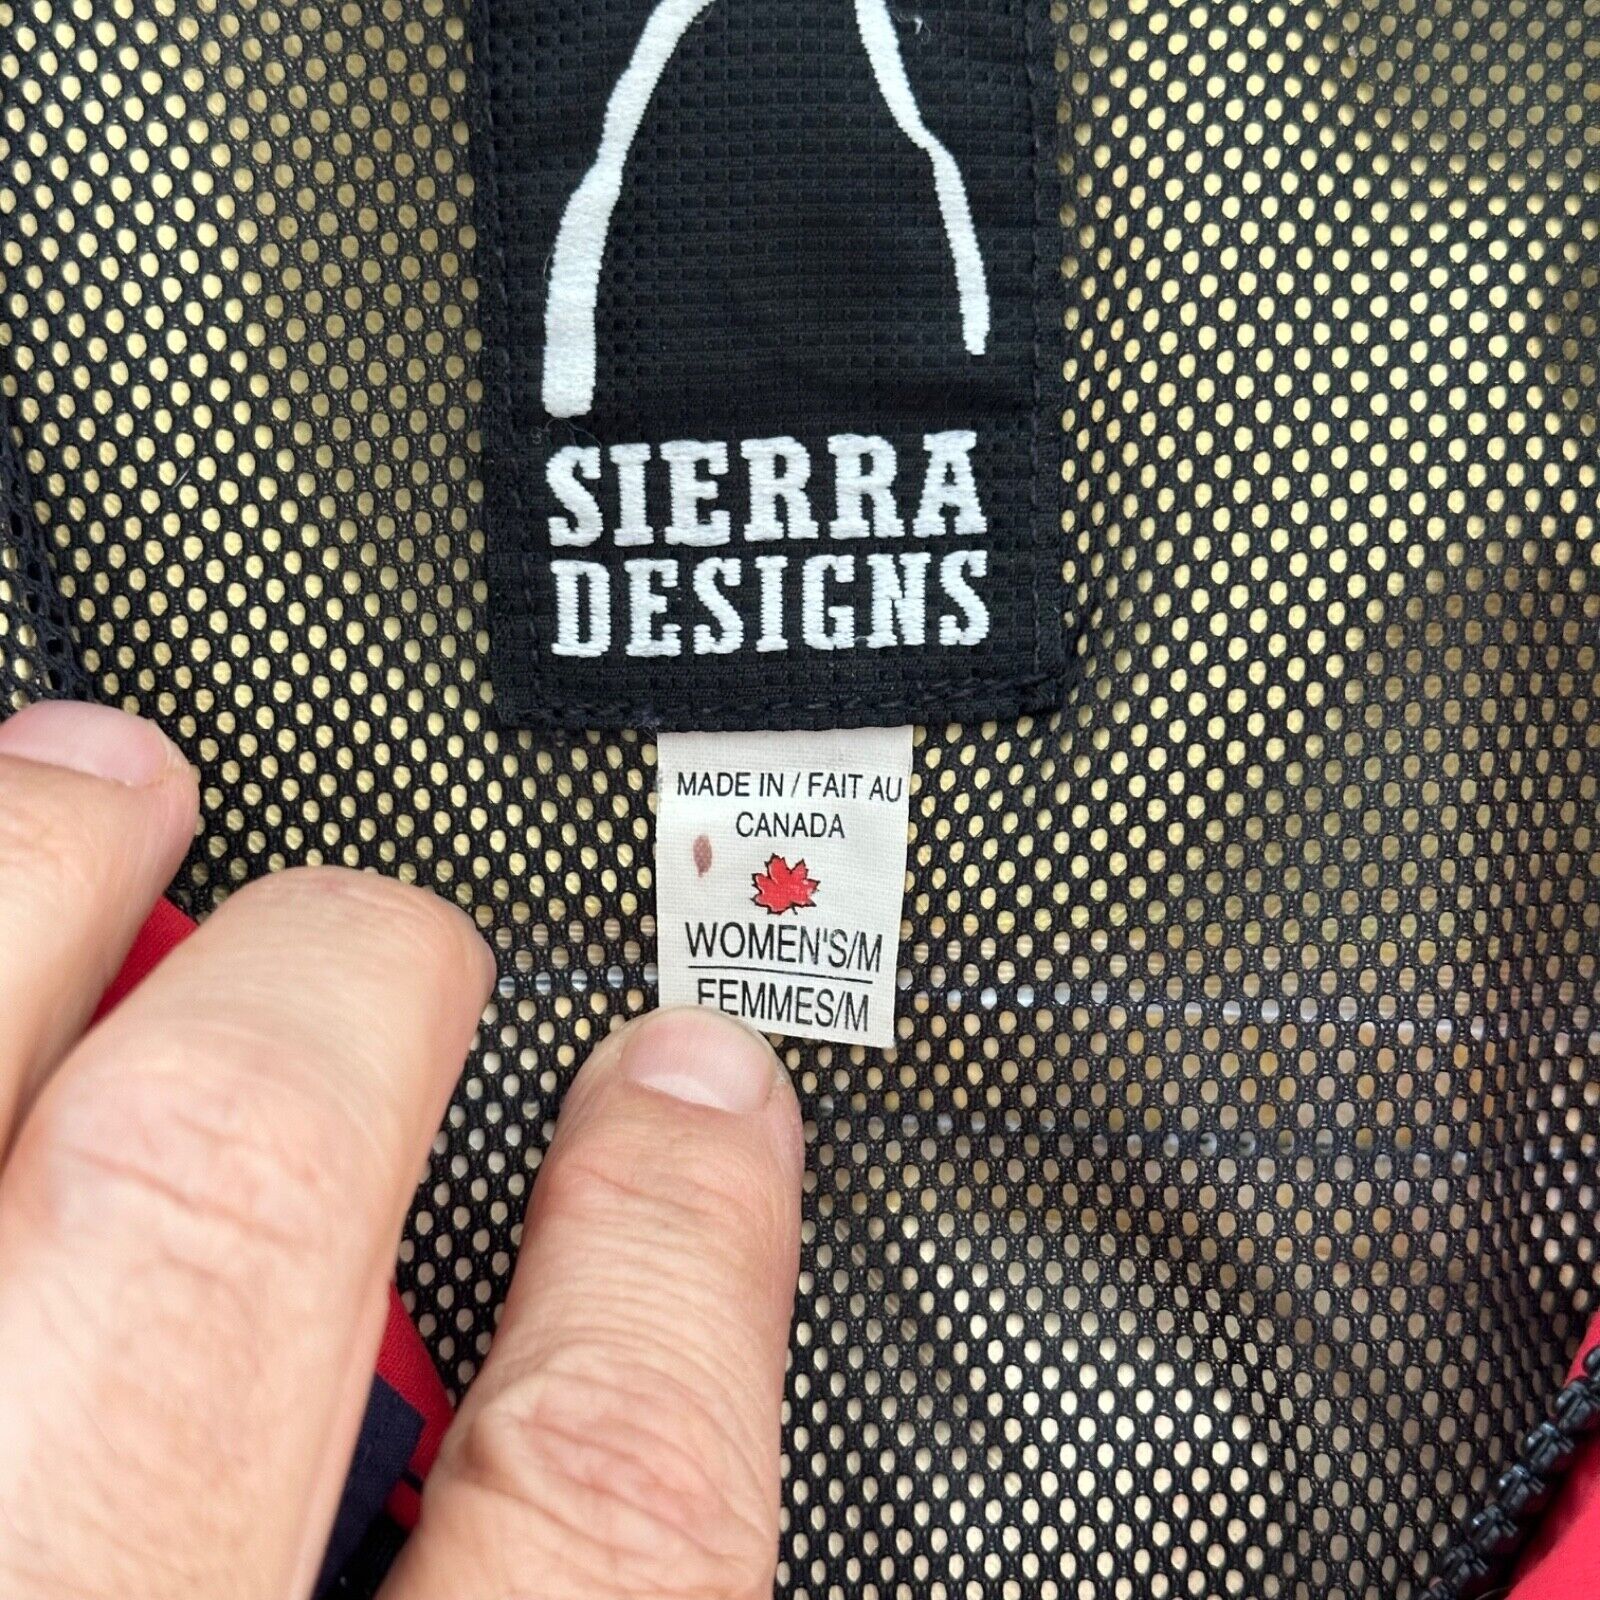 SIERRA
DESIGNS
MADE IN / FAIT AU
CANADA
WOMEN'S/M
FEMMES/M